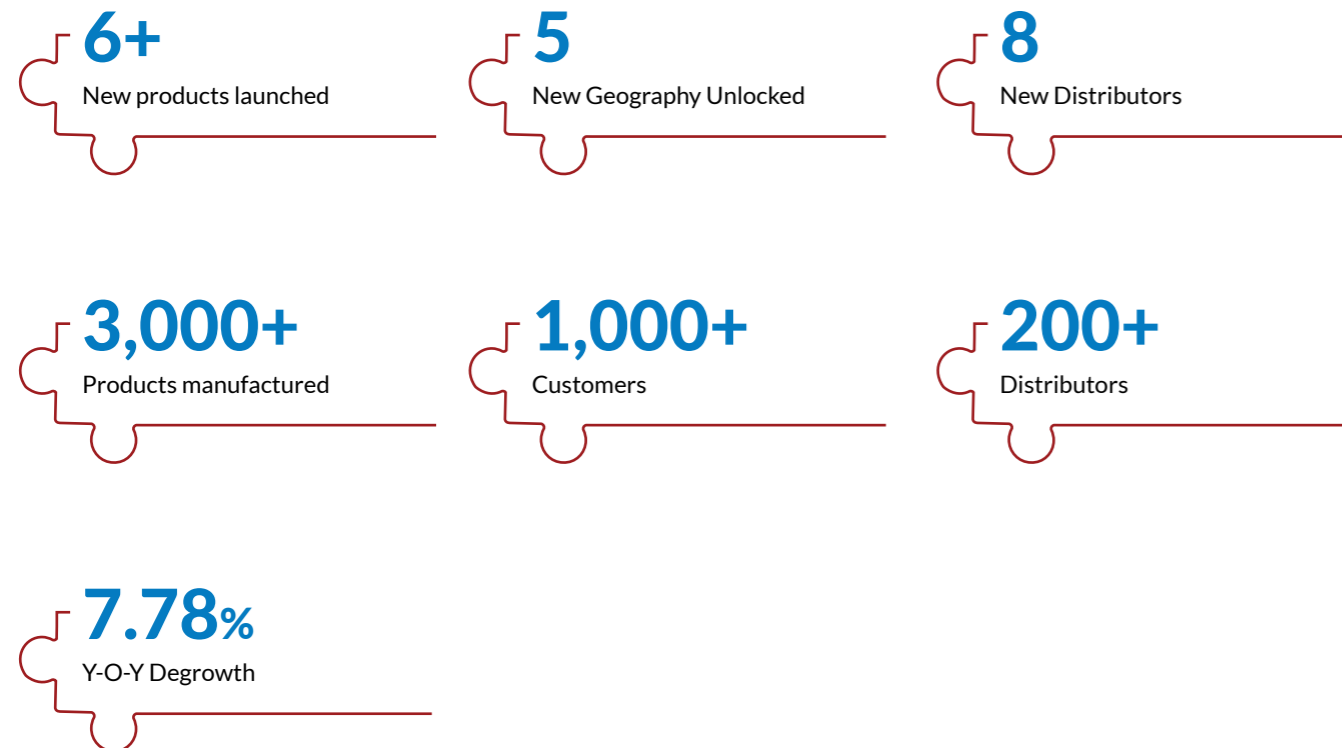 6+
New products launched
5
New Geography Unlocked
8
New Distributors
3,000+
Products manufactured
1,000+
Customers
200+
Distributors
7.78%
Y-O-Y Degrowth